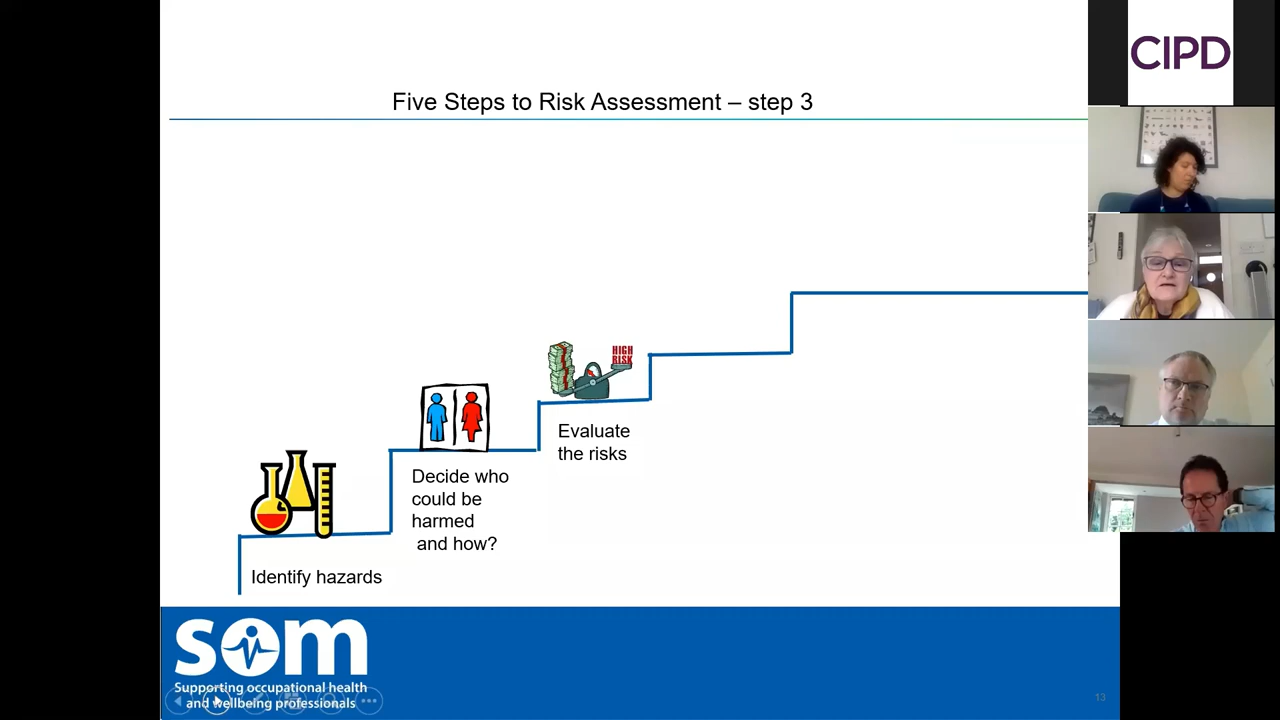 Five Steps to Risk Assessment – step 3
CIPD
HIGH
RISK
Evaluate
the risks
Decide who
could be
harmed
and how?
Identify hazards
som
Supporting occupational health
and wellbeing professionals
13